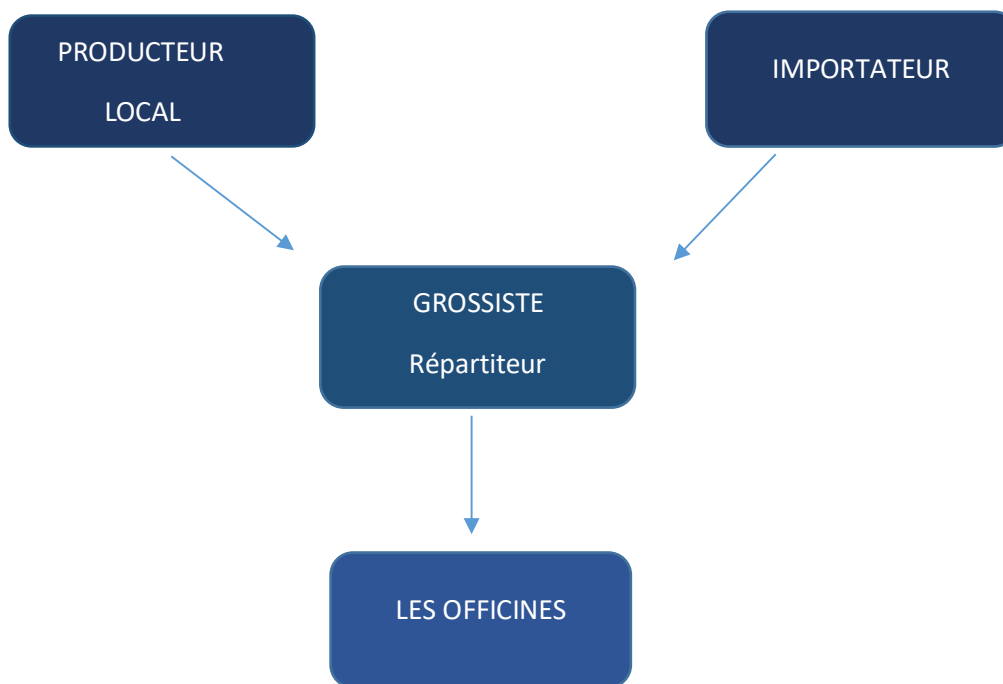 PRODUCTEUR
LOCAL
IMPORTATEUR
GROSSISTE
Répartiteur
LES OFFICINES